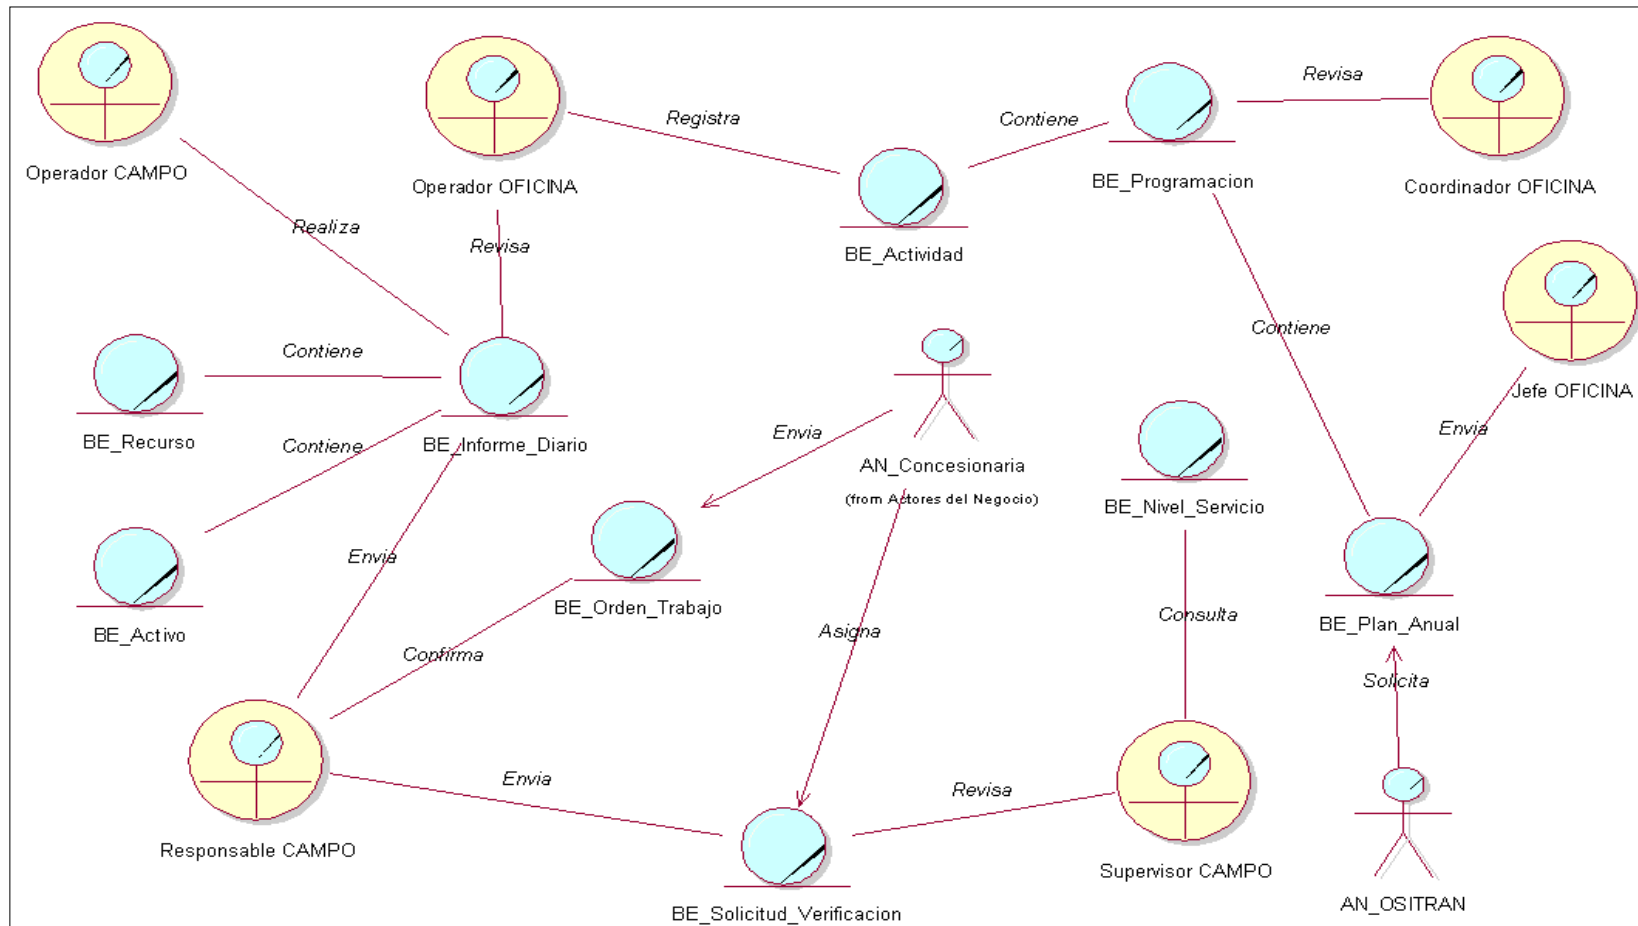 Revisa
Registra
Contiene
Operador CAMPO
Operador OFICINA
BE_Programacion
Coordinador OFICINA
Realiza
Revisa
BE_Actividad
Contiene
Contiene
Jefe OFICINA
BE_Recurso
Contiene
BE_Informe_Diario
Envia
AN_Concesionaria
(from Actores del Negocio)
Envia
BE_Nivel_Servicio
Envia
BE_Activo
BE_Orden_Trabajo
Asigna
Consulta
BE_Plan_Anual
Confirma
Solicita
Envia
Revisa
Responsable CAMPO
Supervisor CAMPO
BE_Solicitud_Verificacion
AN_OSITRAN